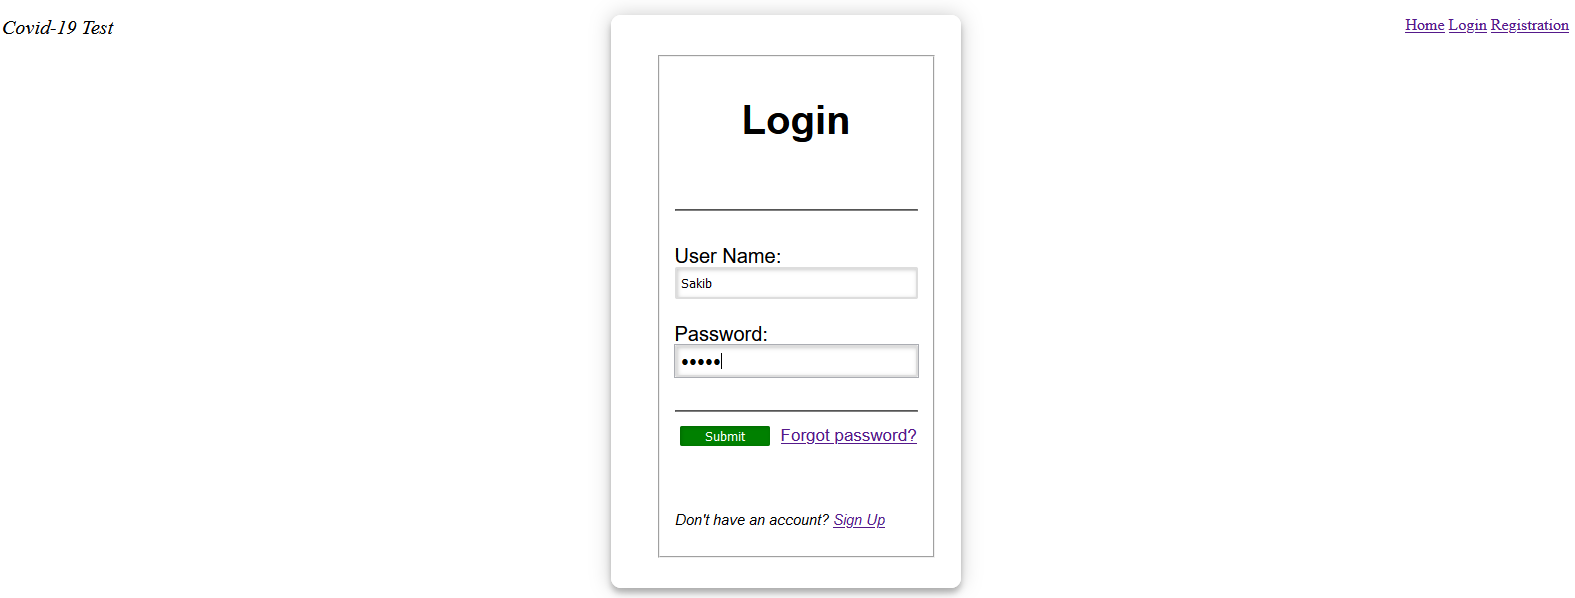 Covid-19 Test
Home Login Registration
Login
User Name:
Sakib
Password:
•••••
Submit Forgot password?
Don't have an account? Sign Up